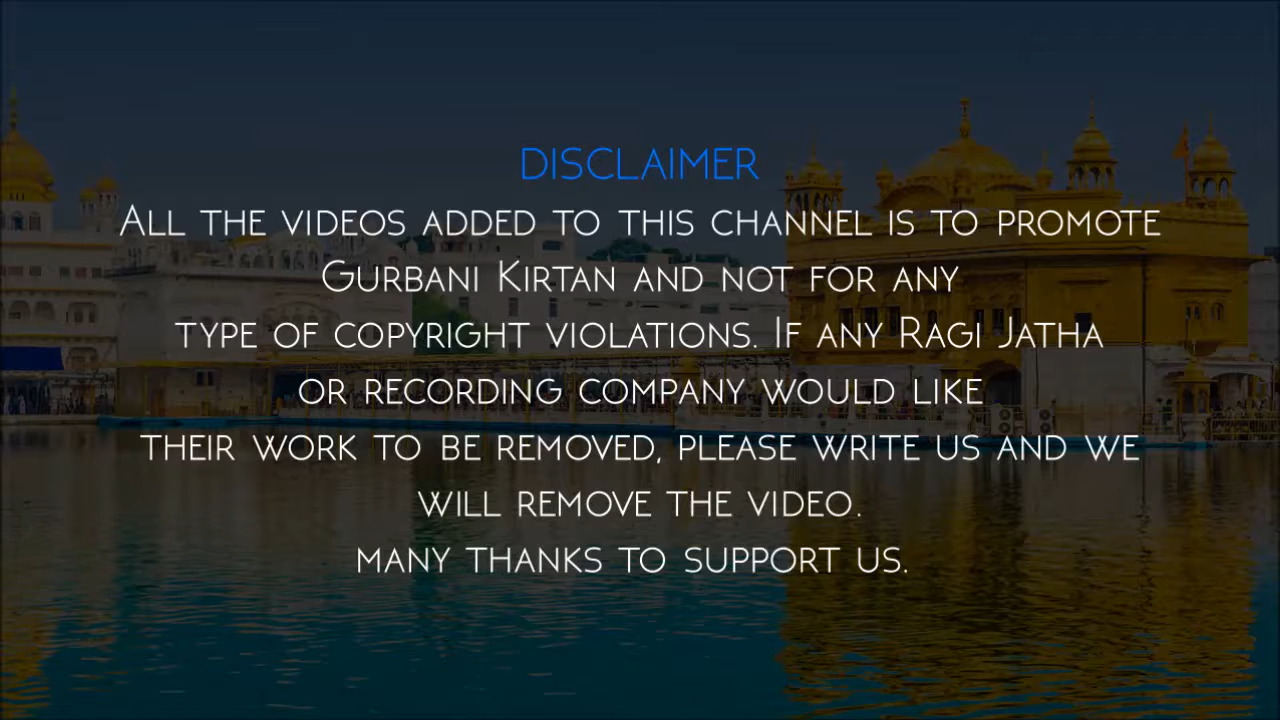 DISCLAIMER
ALL THE VIDEOS ADDED TO THIS CHANNEL IS TO PROMOTE
GURBANI KIRTAN AND NOT FOR ANY
TYPE OF COPYRIGHT VIOLATIONS. IF ANY RAGI JATHA
OR RECORDING COMPANY WOULD LIKE
THEIR WORK TO BE REMOVED, PLEASE WRITE US AND WE
WILL REMOVE THE VIDEO.
MANY THANKS TO SUPPORT US.